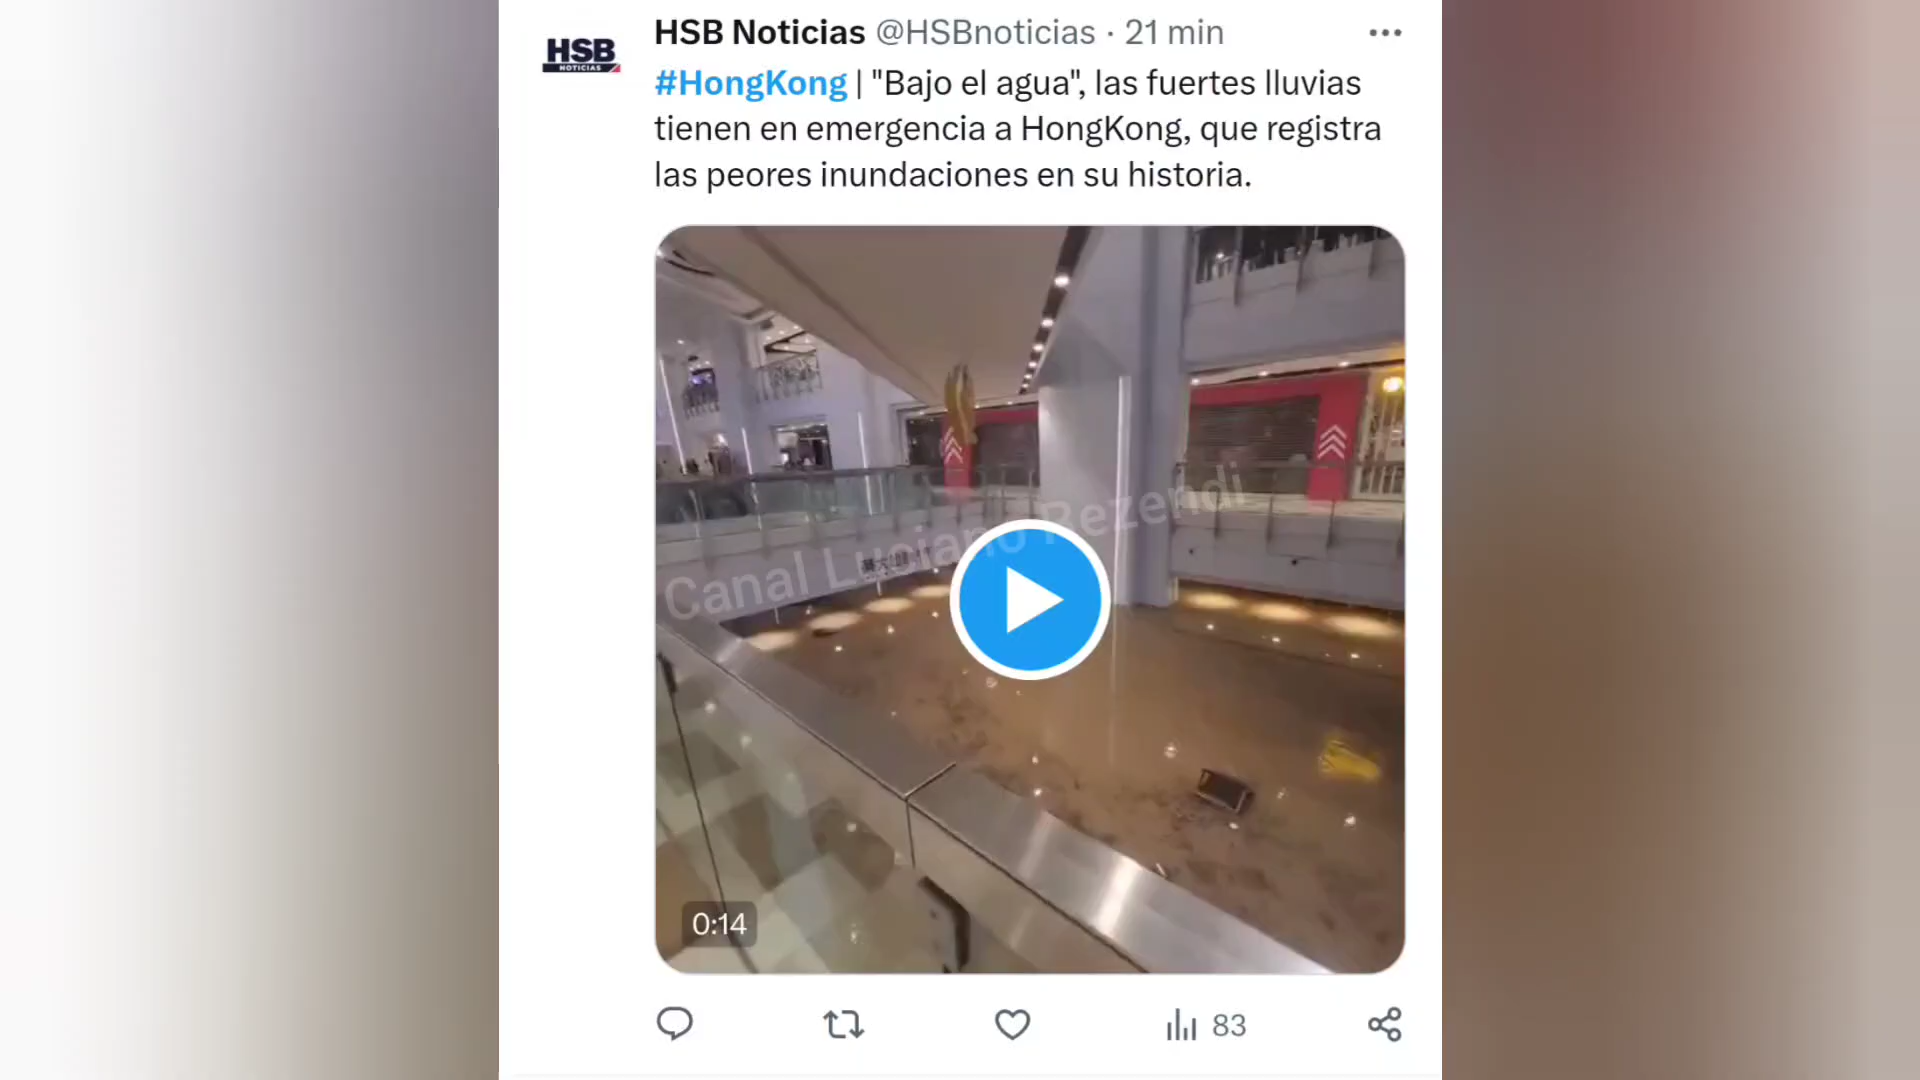 HSB
NOTICIAS
HSB Noticias @HSBnoticias · 21 min
#HongKong | "Bajo el agua", las fuertes lluvias
tienen en emergencia a HongKong, que registra
las peores inundaciones en su historia.
Canal Luciano Rezendi
0:14
83